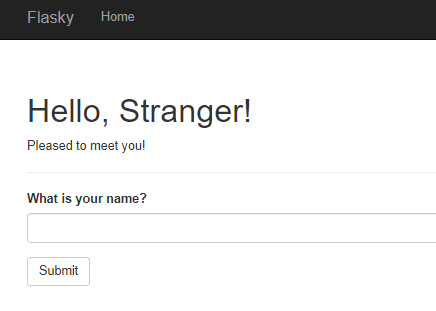 Flasky Home
Hello, Stranger!
Pleased to meet you!
What is your name?
Submit